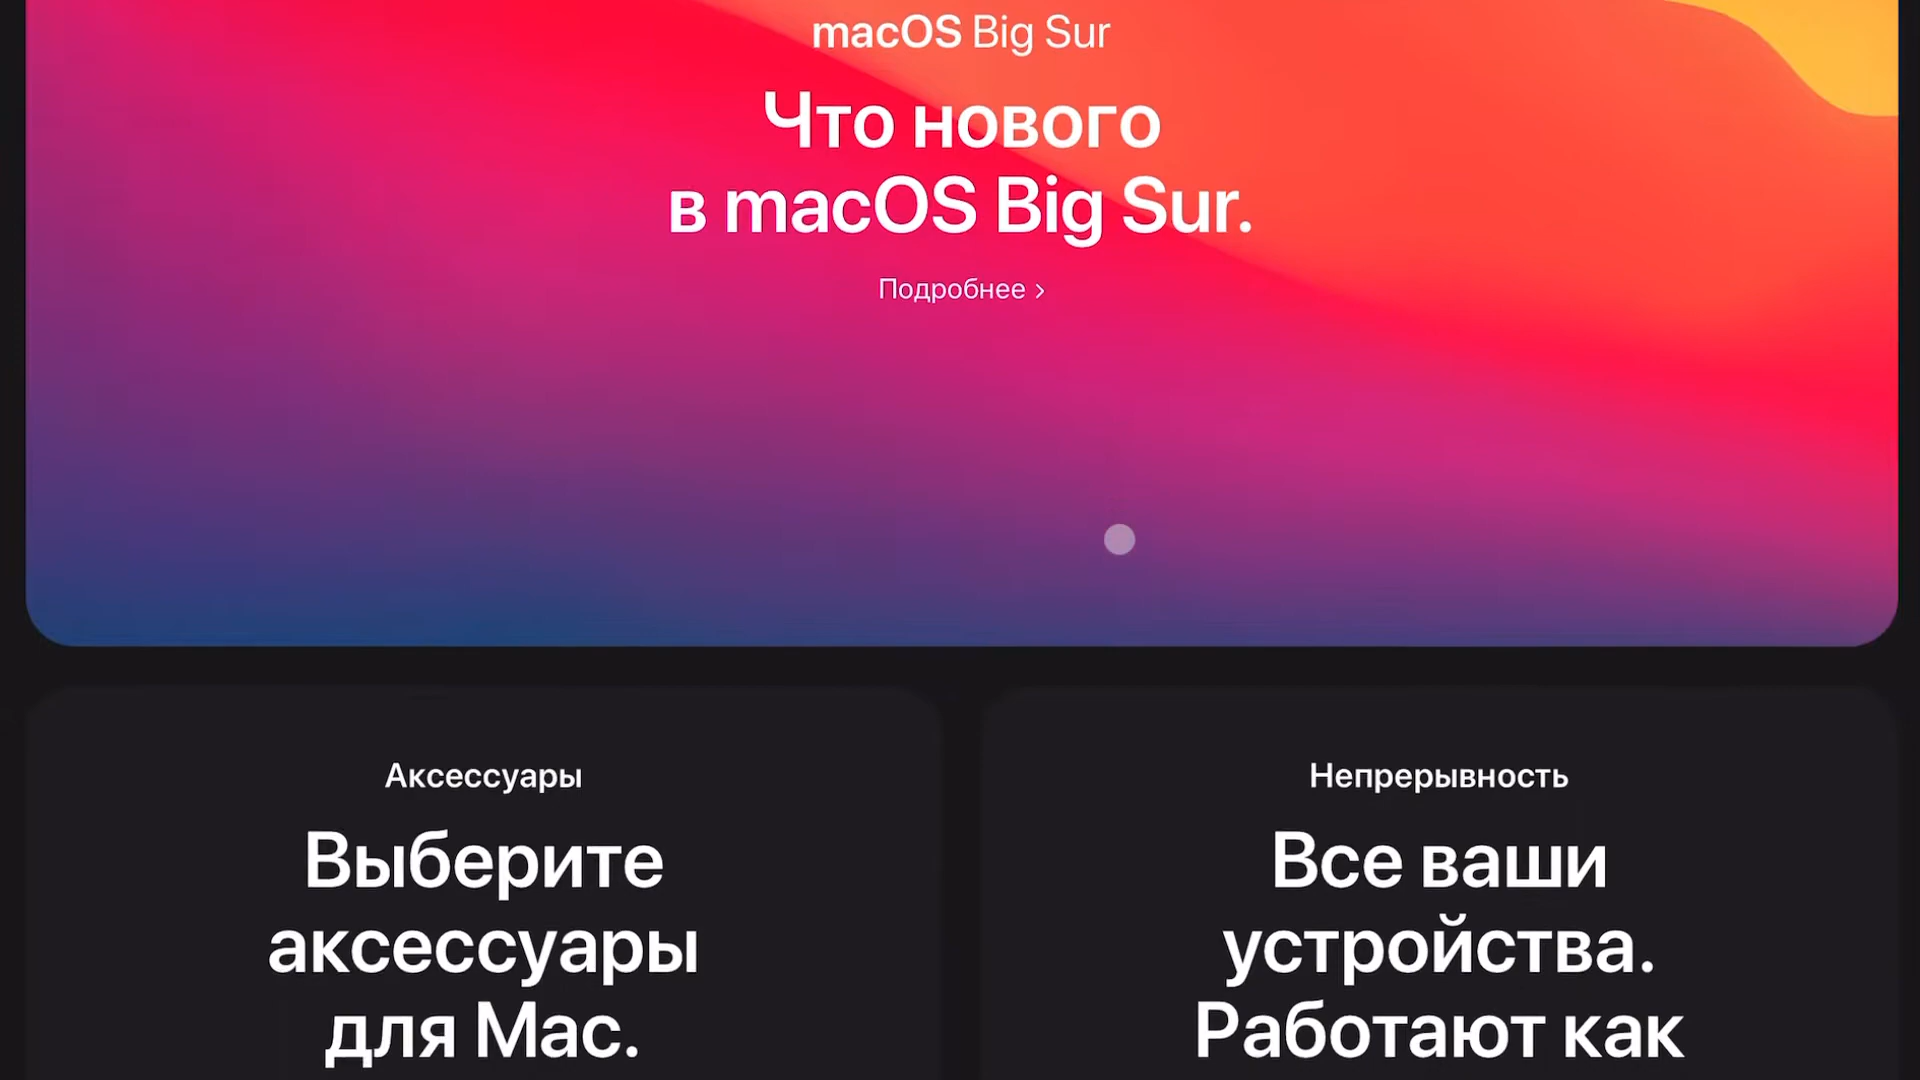 macOS Big Sur
Что нового
в macOS Big Sur.
Подробнее >
Аксессуары
Выберите
аксессуары
для Mac.
Непрерывность
Все ваши
устройства.
Работают как